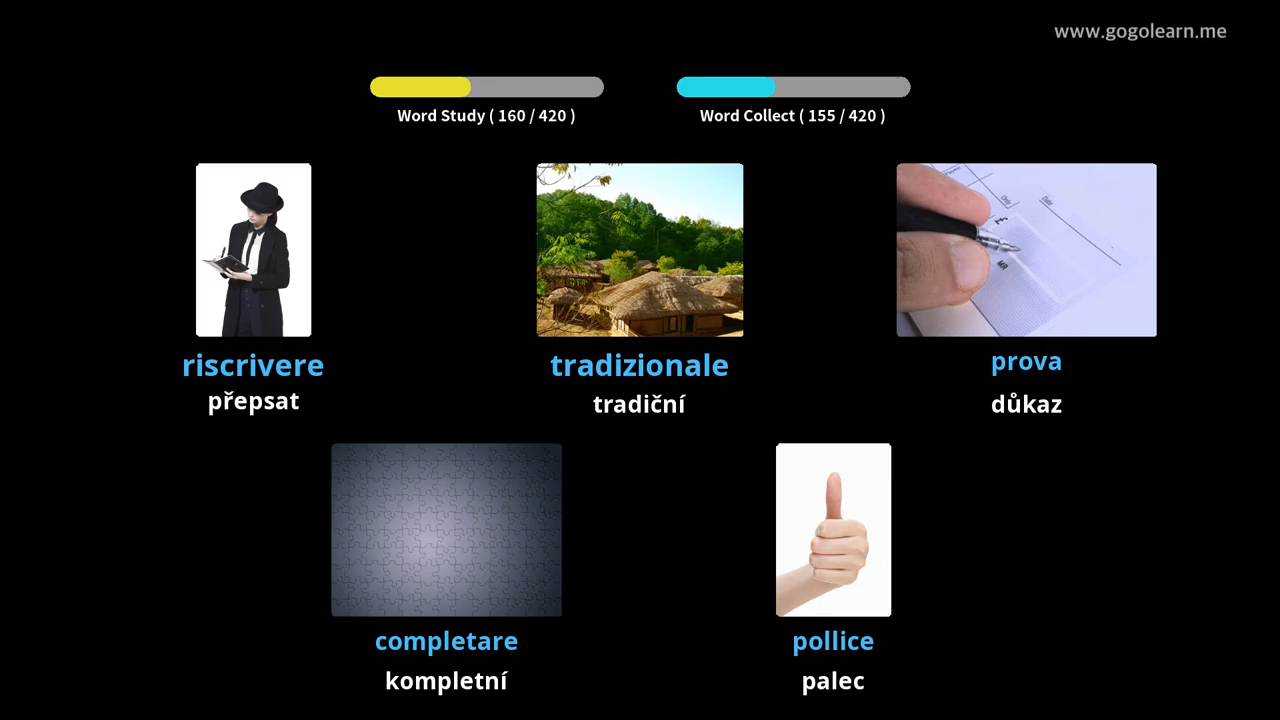 www.gogolearn.me
Word Study ( 160 / 420 )
Word Collect ( 155 / 420 )
riscrivere
přepsat
tradizionale
tradiční
Date
prova
důkaz
completare
kompletní
pollice
palec